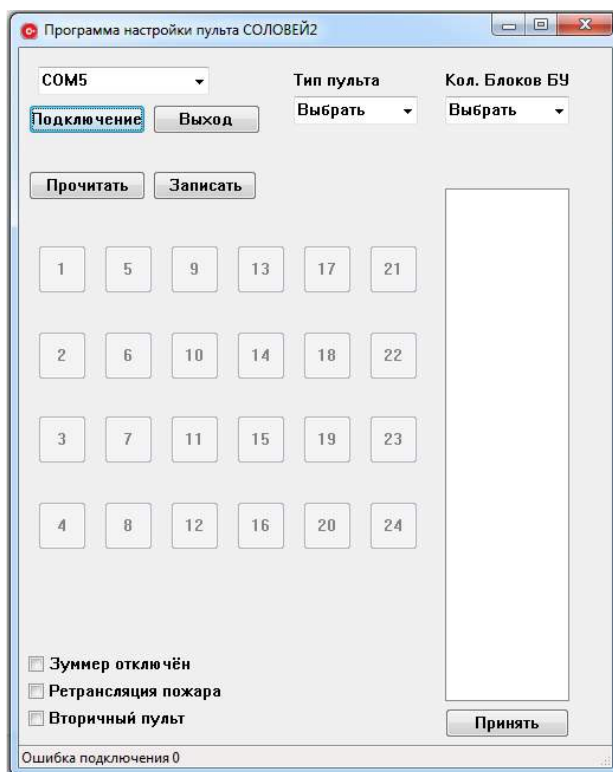 Программа настройки пульта СОЛОВЕЙ2
COM5
Тип пульта
Кол. Блоков БУ
Подключение
Выход
Выбрать
Выбрать
Прочитать
Записать
1 5 9 13 17 21
2 6 10 14 18 22
3 7 11 15 19 23
4 8 12 16 20 24
Зуммер отключён
Ретрансляция пожара
Вторичный пульт
Принять
Ошибка подключения 0